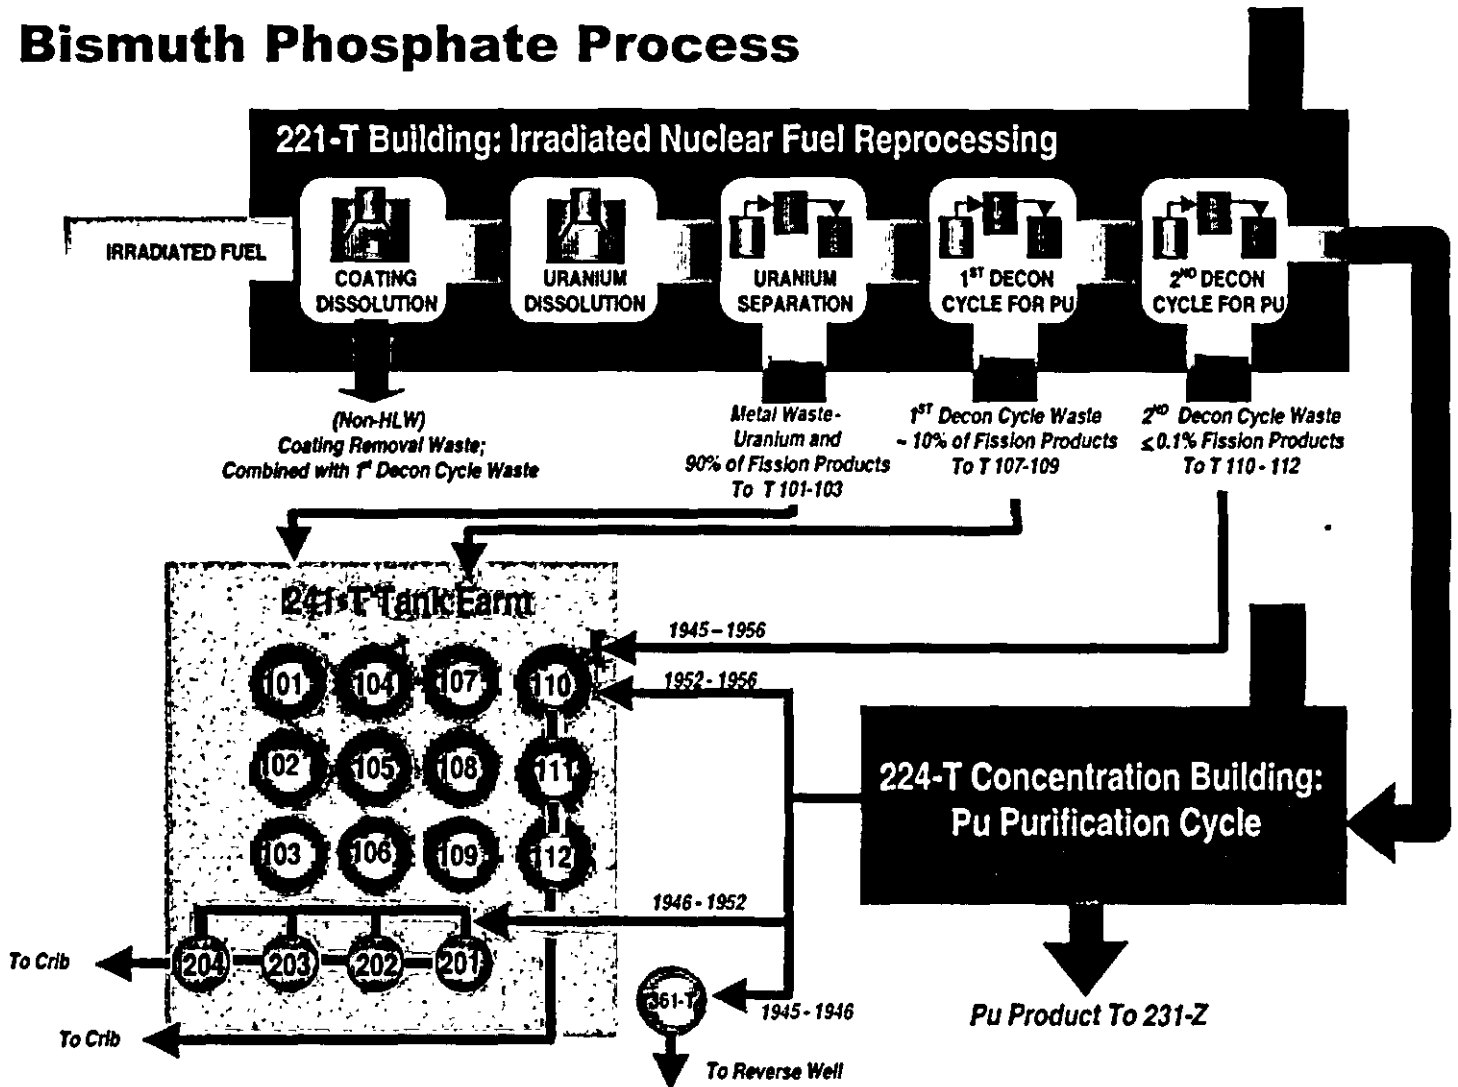 Bismuth Phosphate Process
221-T Building: Irradiated Nuclear Fuel Reprocessing
IRRADIATED FUEL
COATING
DISSOLUTION
URANIUM
DISSOLUTION
URANIUM
SEPARATION
1ST DECON
CYCLE FOR PU
2ND DECON
CYCLE FOR PU
(Non-HLW)
Coating Removal Waste;
Combined with 1st Decon Cycle Waste
Metal Waste-
Uranium and
90% of Fission Products
To T 101-103
1ST Decon Cycle Waste
~ 10% of Fission Products
To T 107-109
2ND Decon Cycle Waste
≤ 0.1% Fission Products
To T 110 - 112
241-T Tank Farm
1945 – 1956
1952 - 1956
101
104
107
110
102
105
108
111
103
106
109
112
224-T Concentration Building:
Pu Purification Cycle
1946 - 1952
204
203
202
201
To Crib
To Crib
361-T
1945 - 1946
To Reverse Well
Pu Product To 231-Z